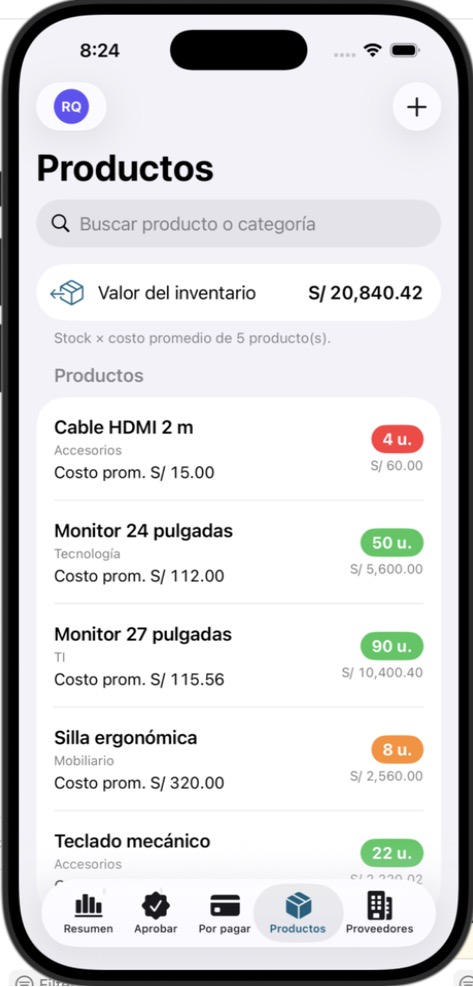 8:24
RQ
Productos
Buscar producto o categoría
Valor del inventario S/ 20,840.42
Stock × costo promedio de 5 producto(s).
Productos
Cable HDMI 2 m
4 u.
Accesorios
S/ 60.00
Costo prom. S/ 15.00
Monitor 24 pulgadas
50 u.
Tecnología
S/ 5,600.00
Costo prom. S/ 112.00
Monitor 27 pulgadas
90 u.
TI
S/ 10,400.40
Costo prom. S/ 115.56
Silla ergonómica
8 u.
Mobiliario
S/ 2,560.00
Costo prom. S/ 320.00
Teclado mecánico
22 u.
Accesorios
S/ 2,220.02
Resumen Aprobar Por pagar Productos Proveedores